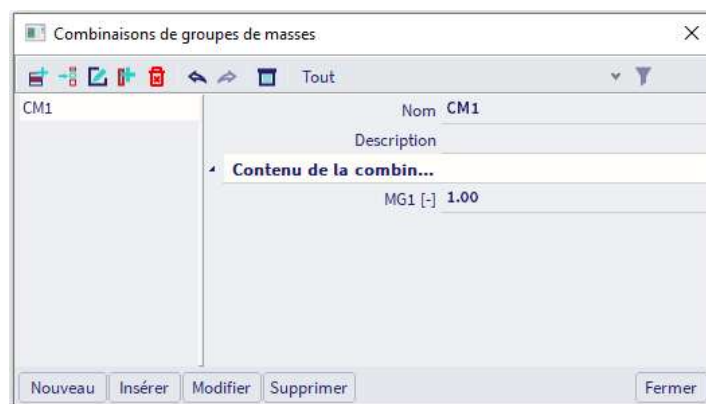 Combinaisons de groupes de masses
Tout
CM1
Nom CM1
Description
Contenu de la combin...
MG1 [-] 1.00
Nouveau Insérer Modifier Supprimer Fermer